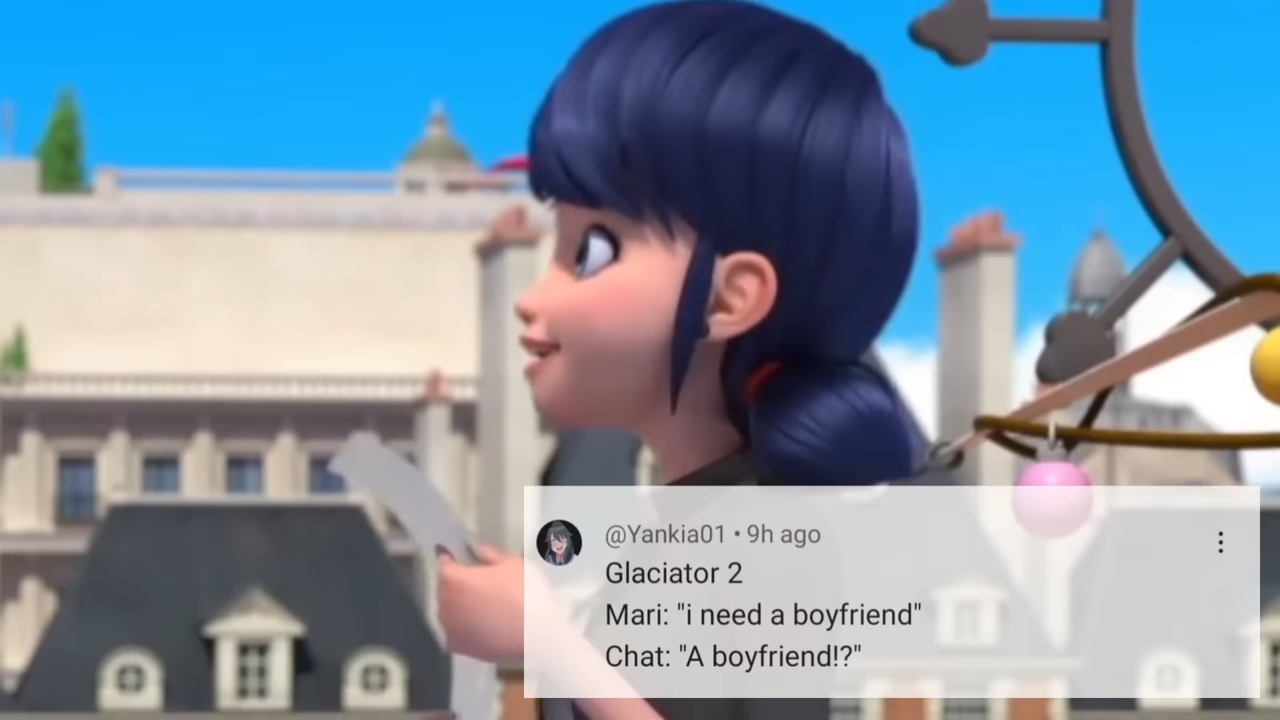 @Yankia01 • 9h ago
Glaciator 2
Mari: "i need a boyfriend"
Chat: "A boyfriend!?"